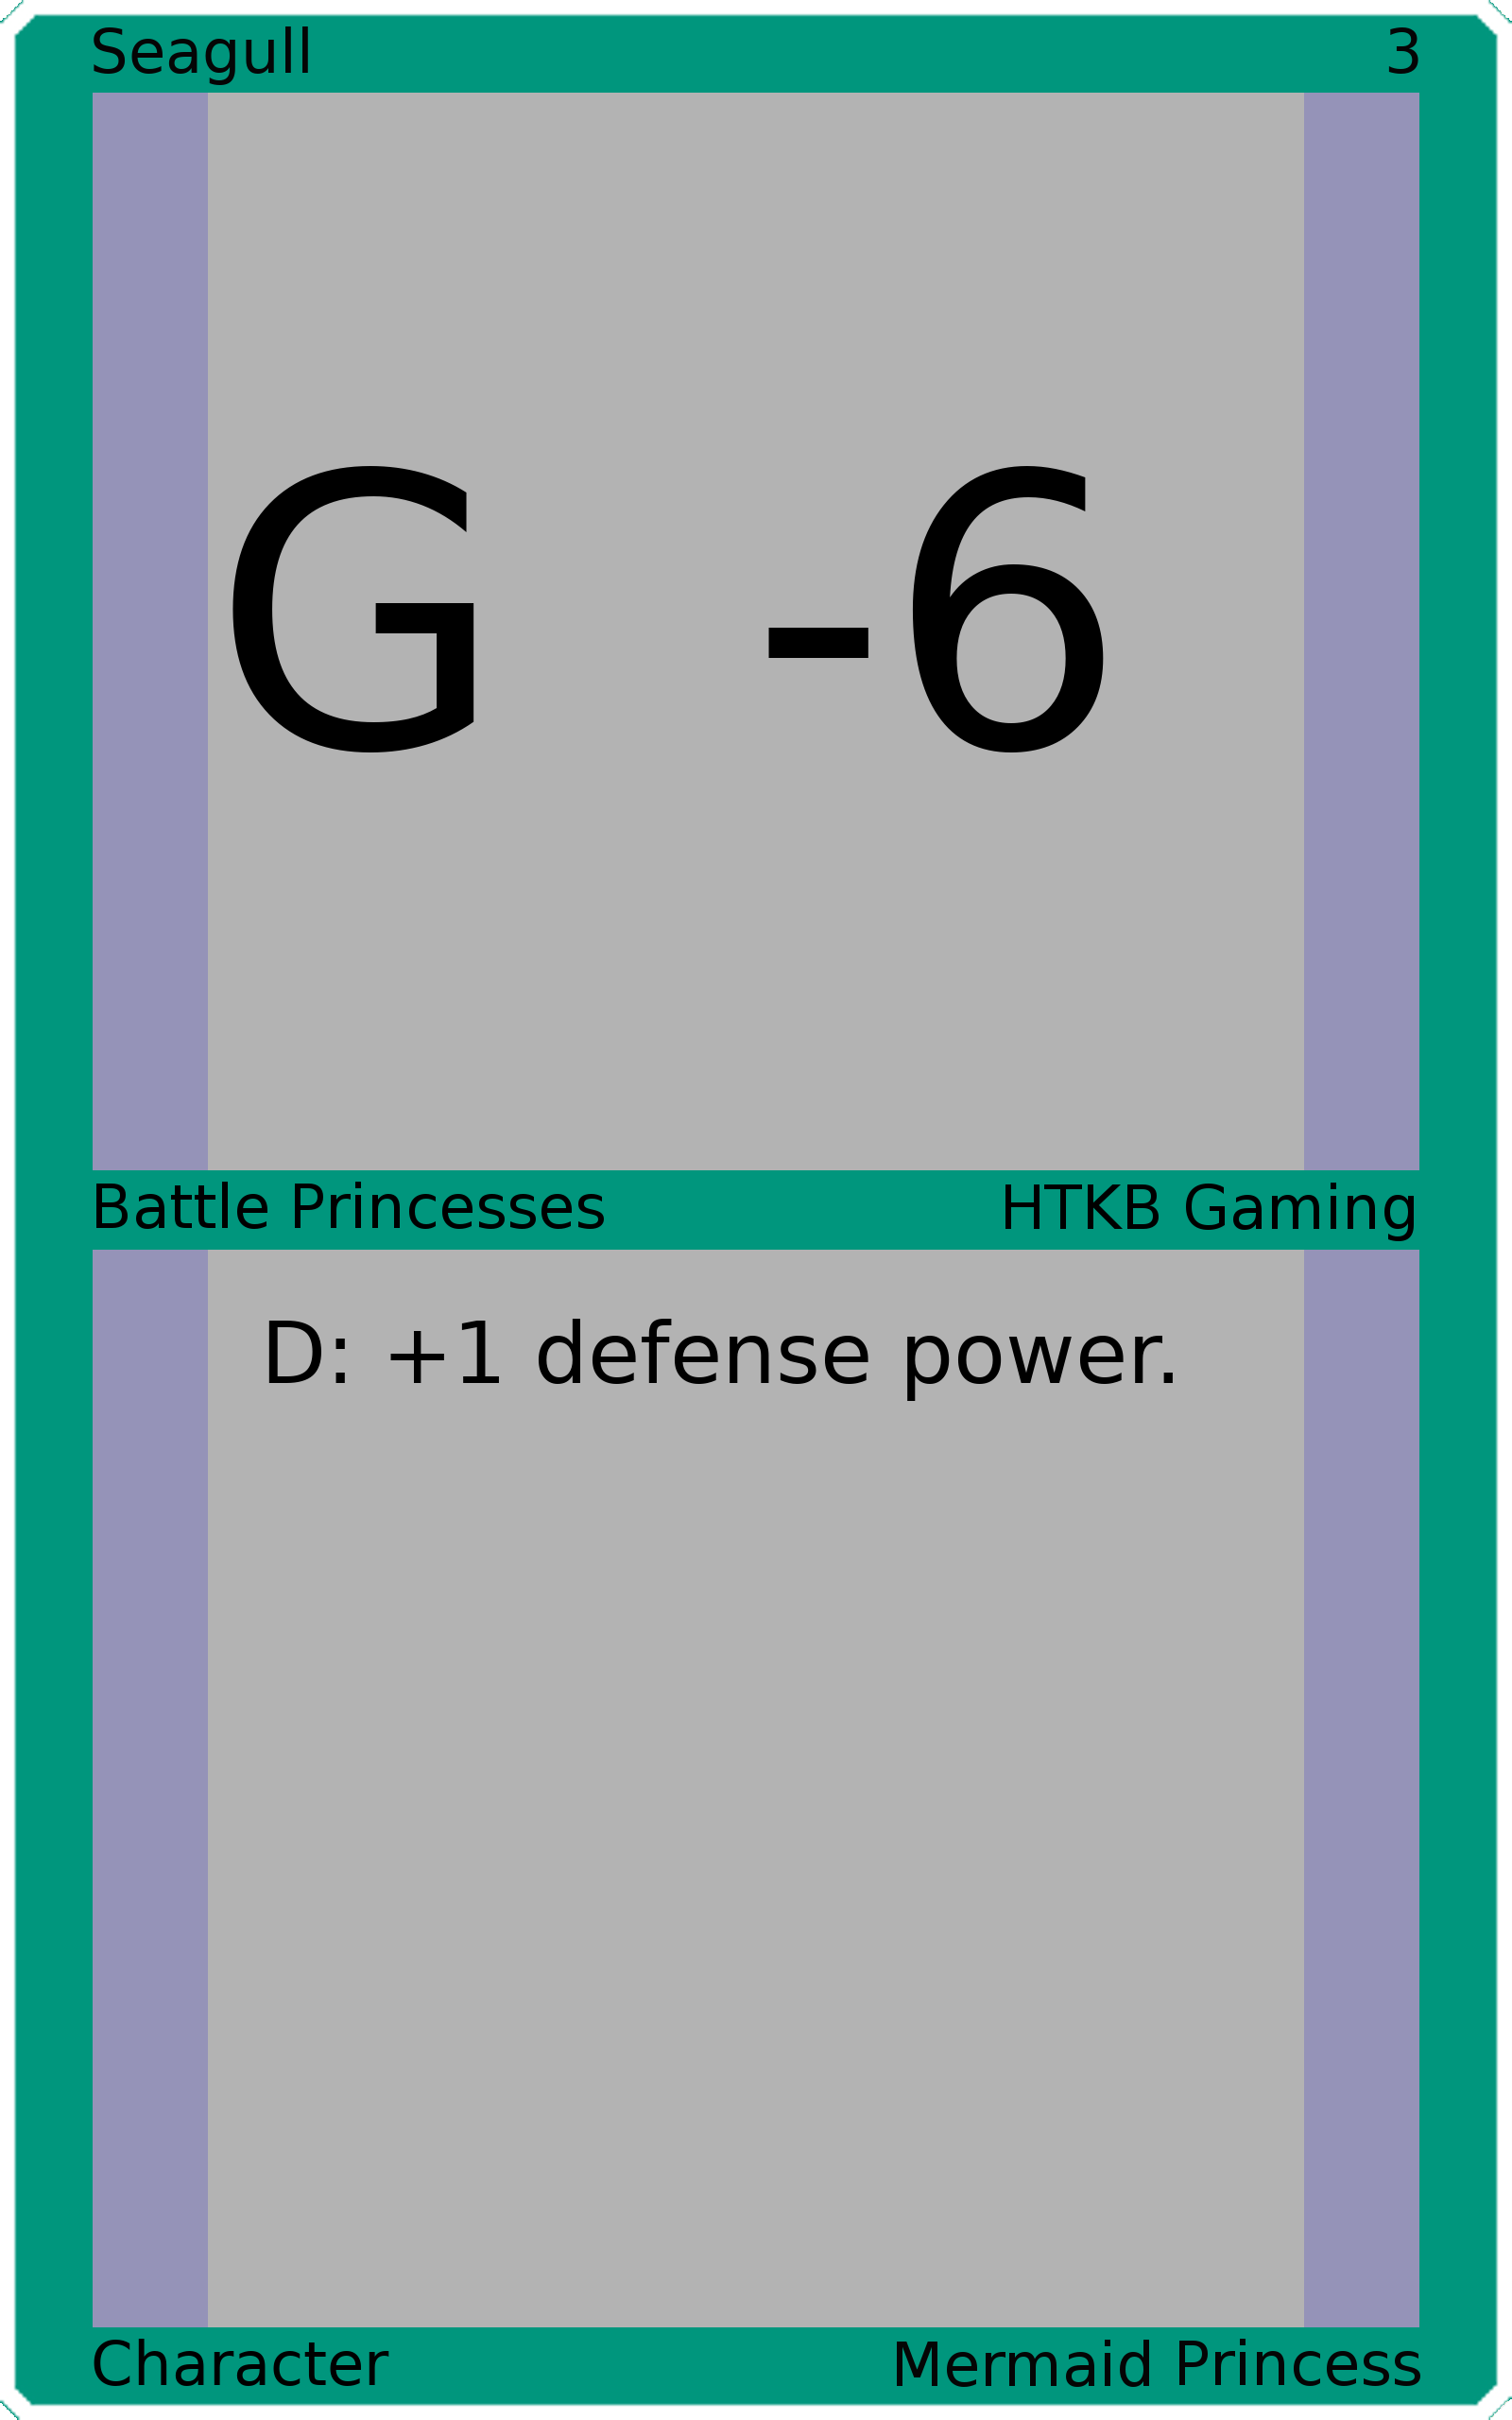 Seagull 3
G -6
Battle Princesses HTKB Gaming
D: +1 defense power.
Character Mermaid Princess